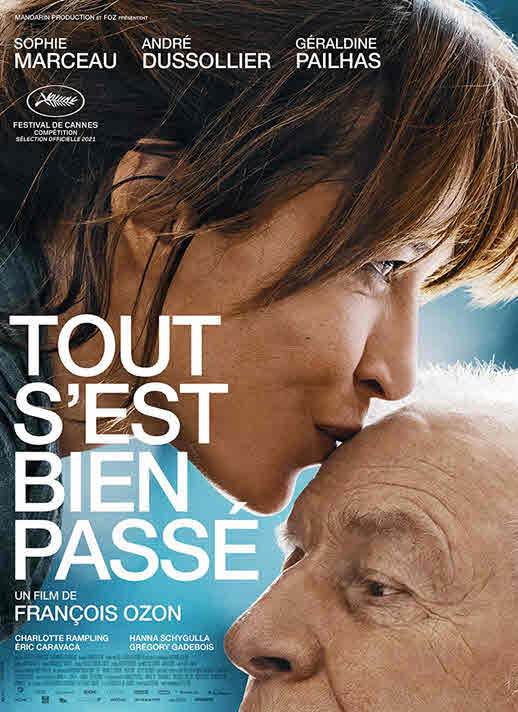 MANDARIN PRODUCTION ET FOZ PRÉSENTENT
SOPHIE MARCEAU
ANDRÉ DUSSOLLIER
GÉRALDINE PAILHAS
FESTIVAL DE CANNES
COMPÉTITION
SÉLECTION OFFICIELLE 2021
TOUT
S'EST
BIEN
PASSÉ
UN FILM DE
FRANÇOIS OZON
CHARLOTTE RAMPLING HANNA SCHYGULLA
ÉRIC CARAVACA GRÉGORY GADEBOIS